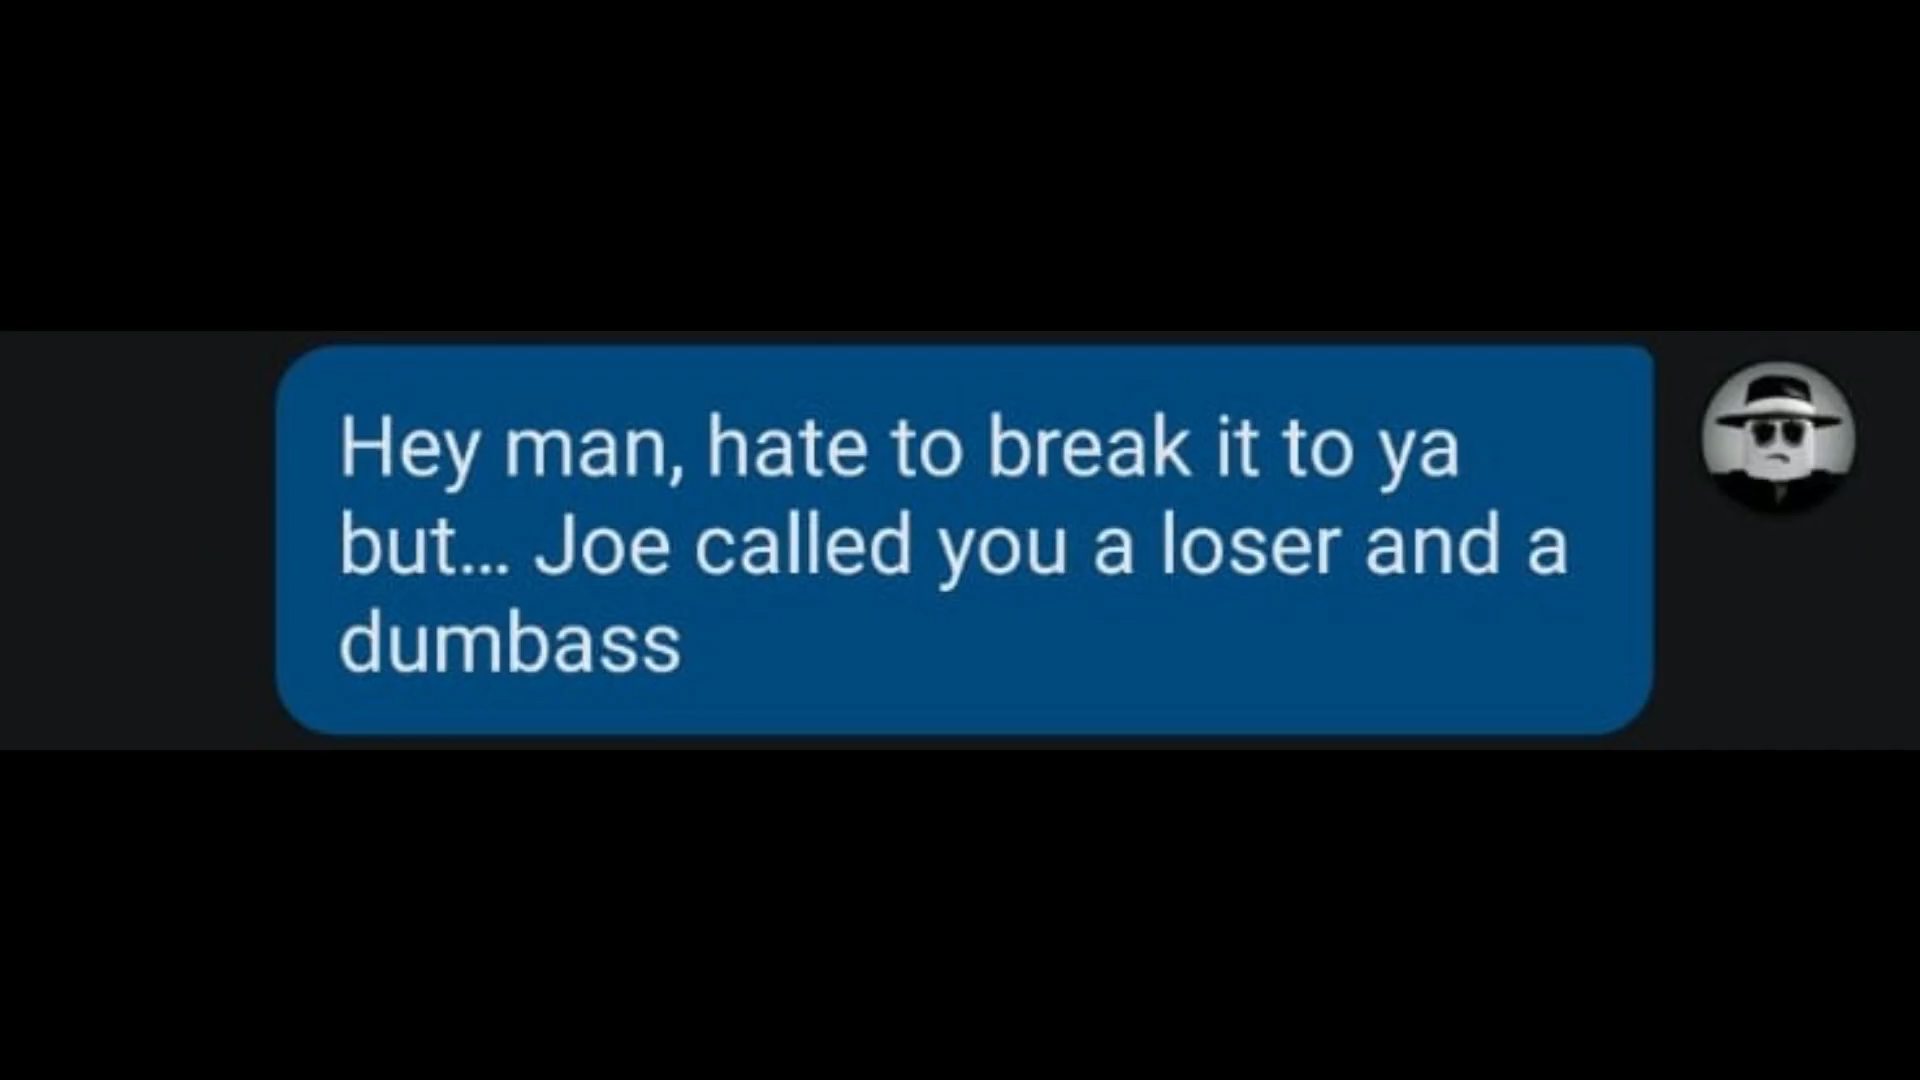 Hey man, hate to break it to ya
but... Joe called you a loser and a
dumbass